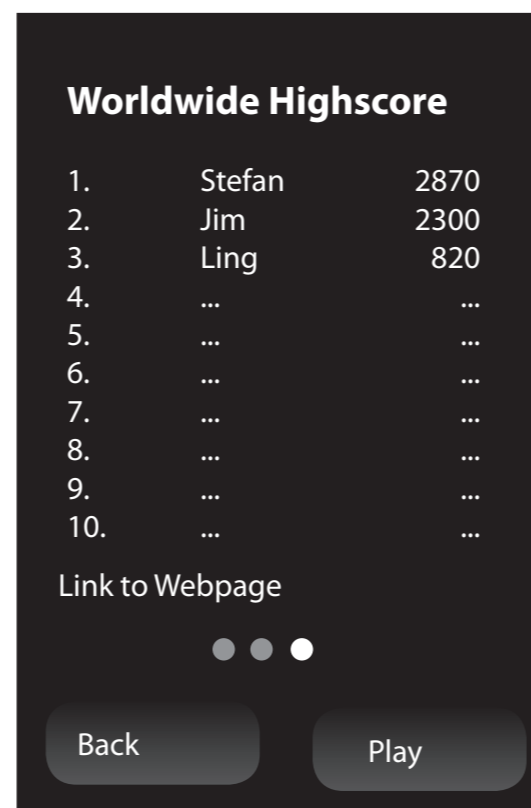 Worldwide Highscore
1. Stefan 2870
2. Jim 2300
3. Ling 820
4. ... ...
5. ... ...
6. ... ...
7. ... ...
8. ... ...
9. ... ...
10. ... ...
Link to Webpage
Back Play